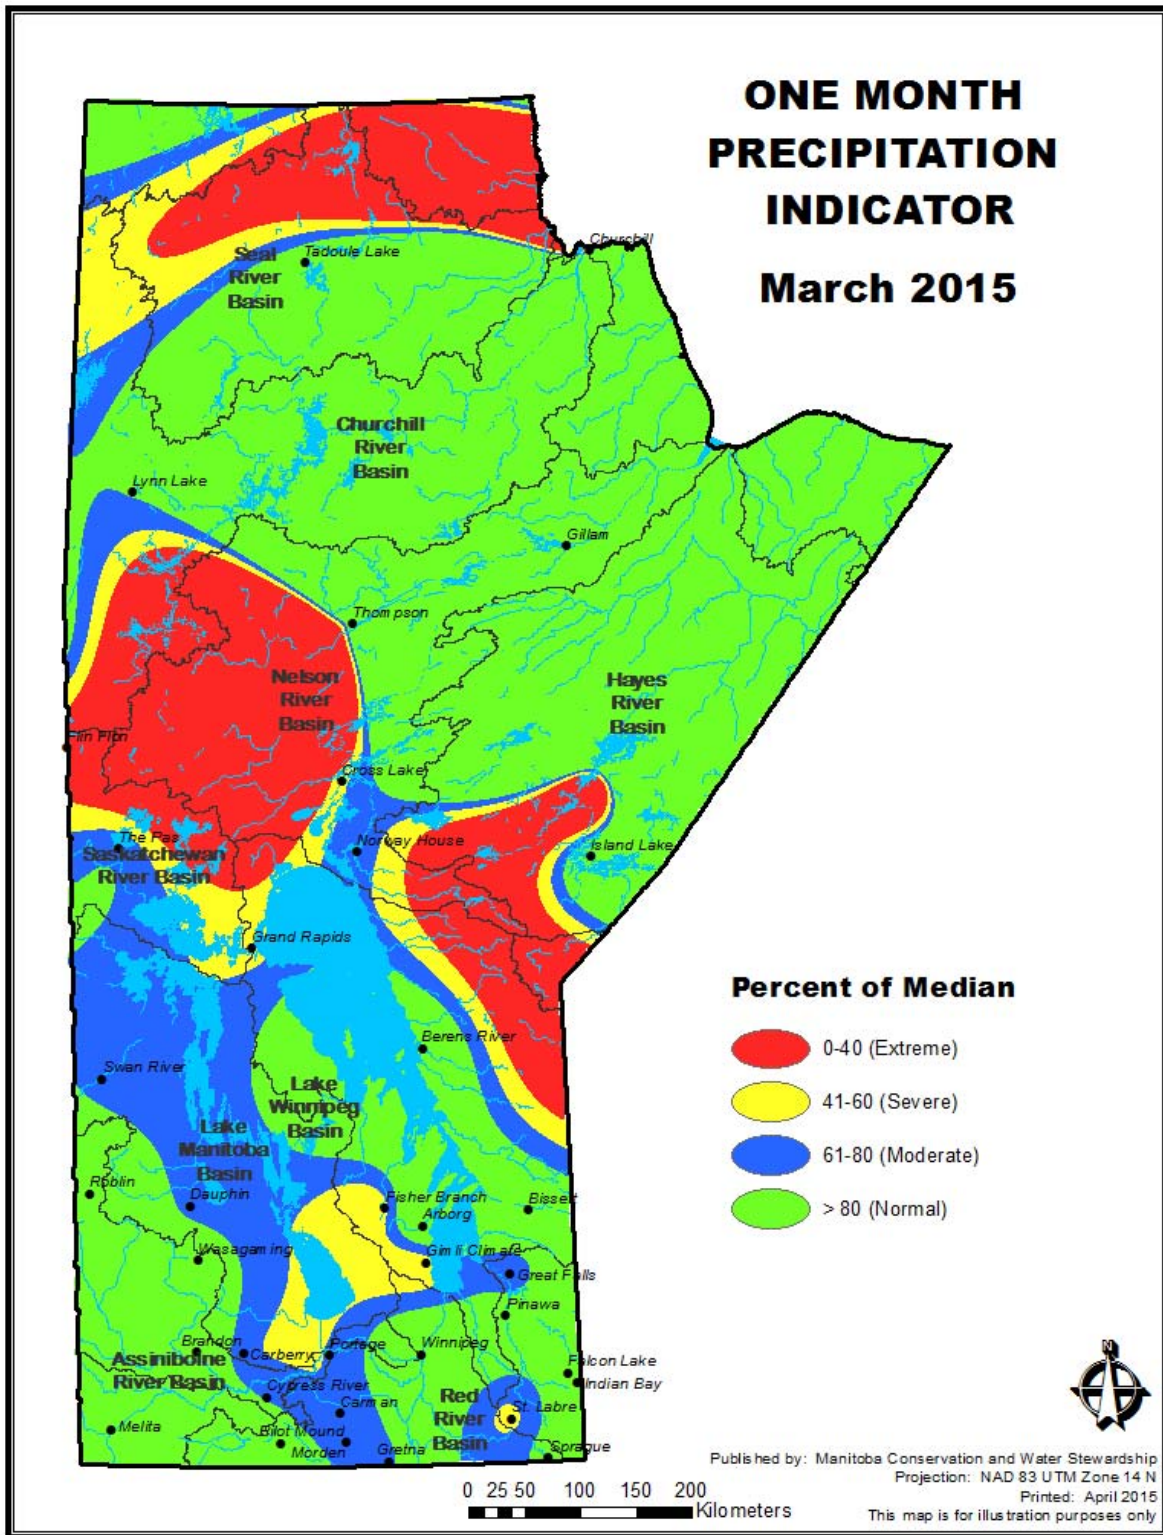 ONE MONTH
PRECIPITATION
INDICATOR
March 2015
Churchill
Seal
River
Basin
Tadoule Lake
Churchill
River
Basin
Lynn Lake
Gillam
Thompson
Nelson
River
Basin
Hayes
River
Basin
Flin Flon
Cross Lake
The Pas
Norway House
Island Lake
Saskatchewan
River Basin
Grand Rapids
Percent of Median
0-40 (Extreme)
41-60 (Severe)
61-80 (Moderate)
> 80 (Normal)
Berens River
Swan River
Lake
Winnipeg
Basin
Lake
Manitoba
Basin
Roblin
Dauphin
Fisher Branch
Bissett
Arborg
Wasagaming
Gimli Climate
Great Falls
Pinawa
Brandon
Carberry
Portage
Winnipeg
Assiniboine
River Basin
Falcon Lake
Indian Bay
Cypress River
Carman
Red
River
Basin
St. Labre
Melita
Pilot Mound
Morden
Gretna
Sprague
N
0 25 50 100 150 200
Kilometers
Published by: Manitoba Conservation and Water Stewardship
Projection: NAD 83 UTM Zone 14 N
Printed: April 2015
This map is for illustration purposes only